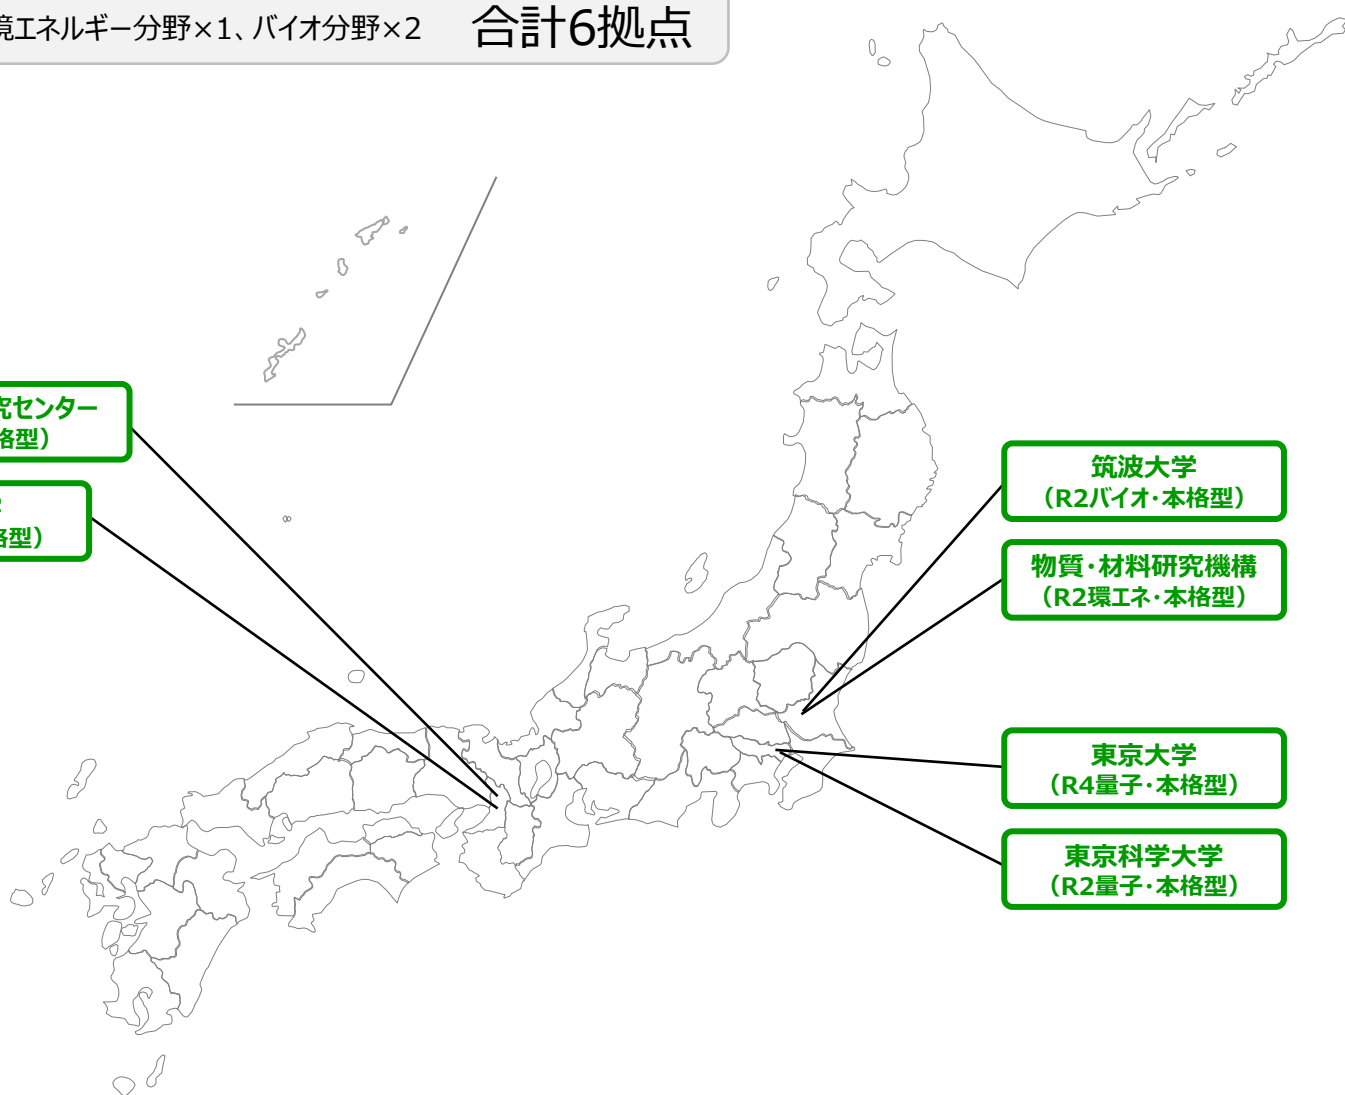 境エネルギー分野×1、バイオ分野×2 合計6拠点
究センター
格型）
格型）
筑波大学
（R2バイオ・本格型）
物質・材料研究機構
（R2環エネ・本格型）
東京大学
（R4量子・本格型）
東京科学大学
（R2量子・本格型）